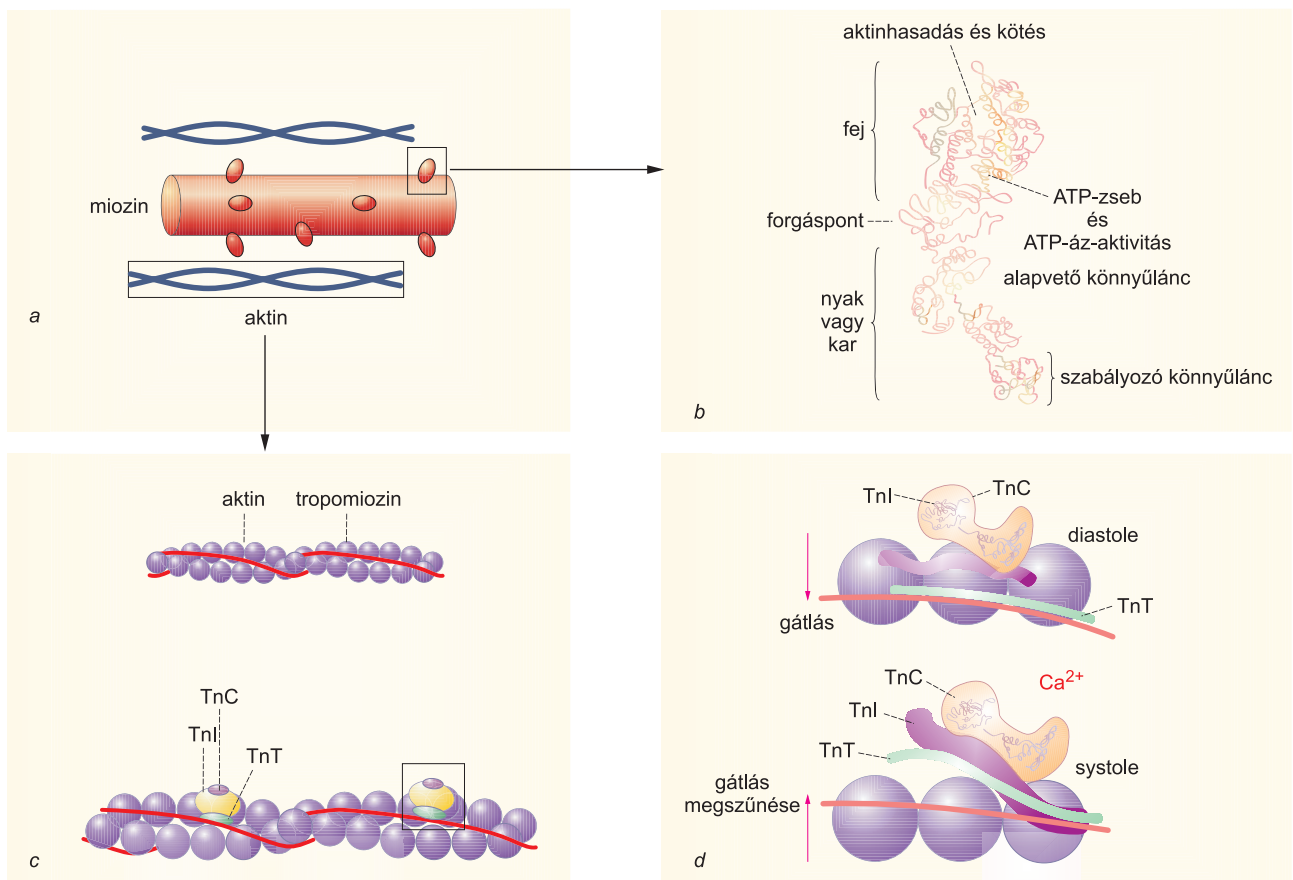 miozin
aktin
a
aktinhasadás és kötés
fej
ATP-zseb
és
ATP-áz-aktivitás
forgáspont
alapvető könnyűlánc
nyak
vagy
kar
szabályozó könnyűlánc
b
aktin
tropomiozin
TnC
TnI
TnT
c
TnI
TnC
diastole
gátlás
TnT
TnC
Ca²⁺
TnI
TnT
systole
gátlás
megszűnése
d